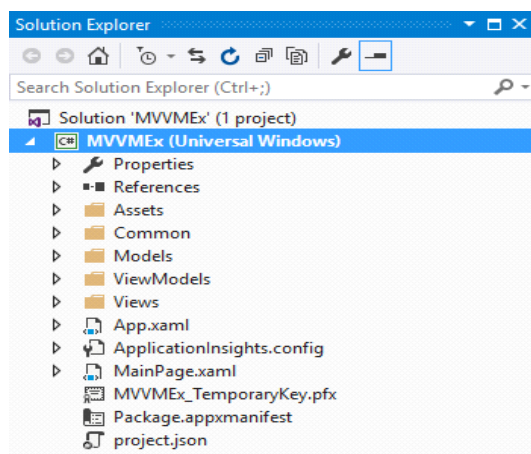 Solution Explorer
Search Solution Explorer (Ctrl+;)
Solution 'MVVMEx' (1 project)
C# MVVMEx (Universal Windows)
Properties
References
Assets
Common
Models
ViewModels
Views
App.xaml
ApplicationInsights.config
MainPage.xaml
MVVMEx_TemporaryKey.pfx
Package.appxmanifest
project.json